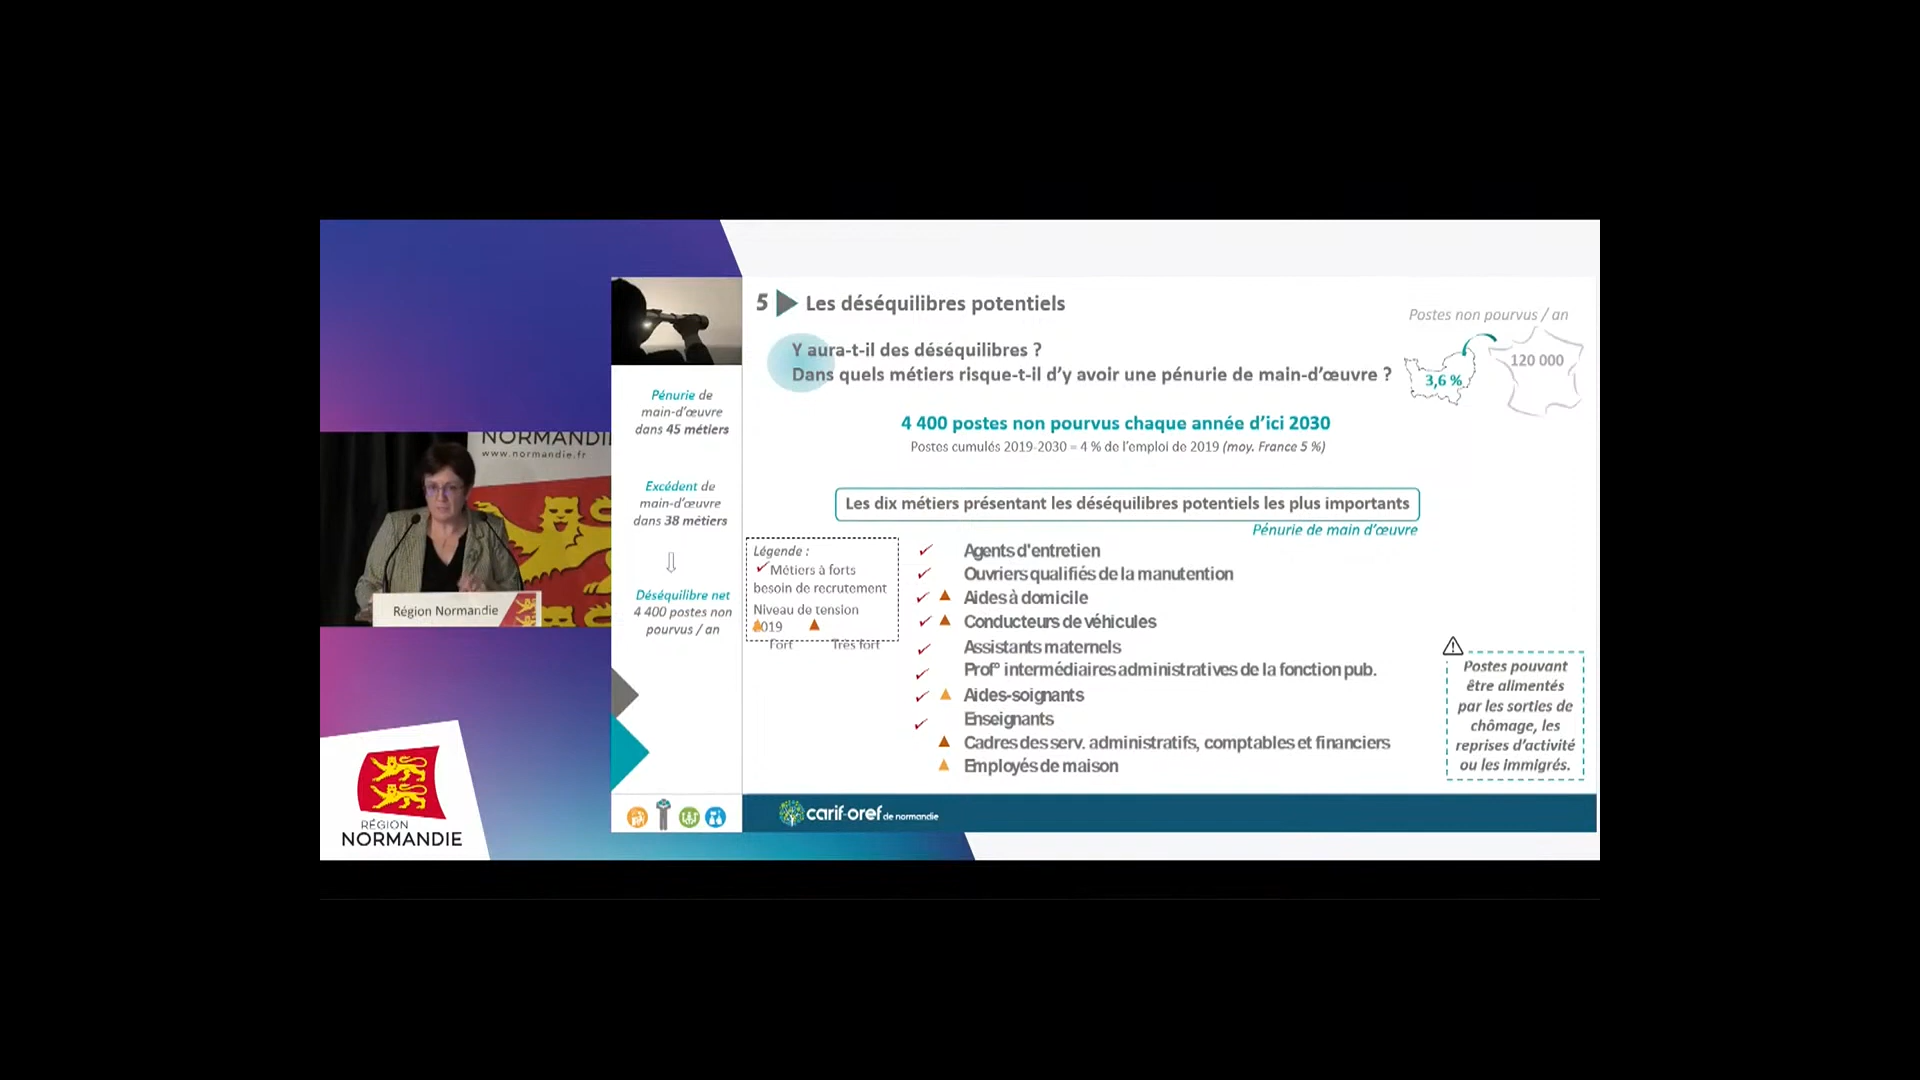 5 Les déséquilibres potentiels
Postes non pourvus / an
Y aura-t-il des déséquilibres ?
Dans quels métiers risque-t-il d'y avoir une pénurie de main-d'œuvre ?
3,6 %
120 000
4 400 postes non pourvus chaque année d'ici 2030
Postes cumulés 2019-2030 = 4 % de l'emploi de 2019 (moy. France 5 %)
Pénurie de
main-d'œuvre
dans 45 métiers
Excédent de
main-d'œuvre
dans 38 métiers
Déséquilibre net
4 400 postes non
pourvus / an
Les dix métiers présentant les déséquilibres potentiels les plus importants
Pénurie de main d'œuvre
Légende :
Métiers à forts
besoin de recrutement
Niveau de tension
2019
Fort Très fort
Agents d'entretien
Ouvriers qualifiés de la manutention
Aides à domicile
Conducteurs de véhicules
Assistants maternels
Prof° intermédiaires administratives de la fonction pub.
Aides-soignants
Enseignants
Cadres des serv. administratifs, comptables et financiers
Employés de maison
Postes pouvant
être alimentés
par les sorties de
chômage, les
reprises d'activité
ou les immigrés.
carif-oref de normandie
NORMANDI
www.normandie.fr
Région Normandie
RÉGION
NORMANDIE